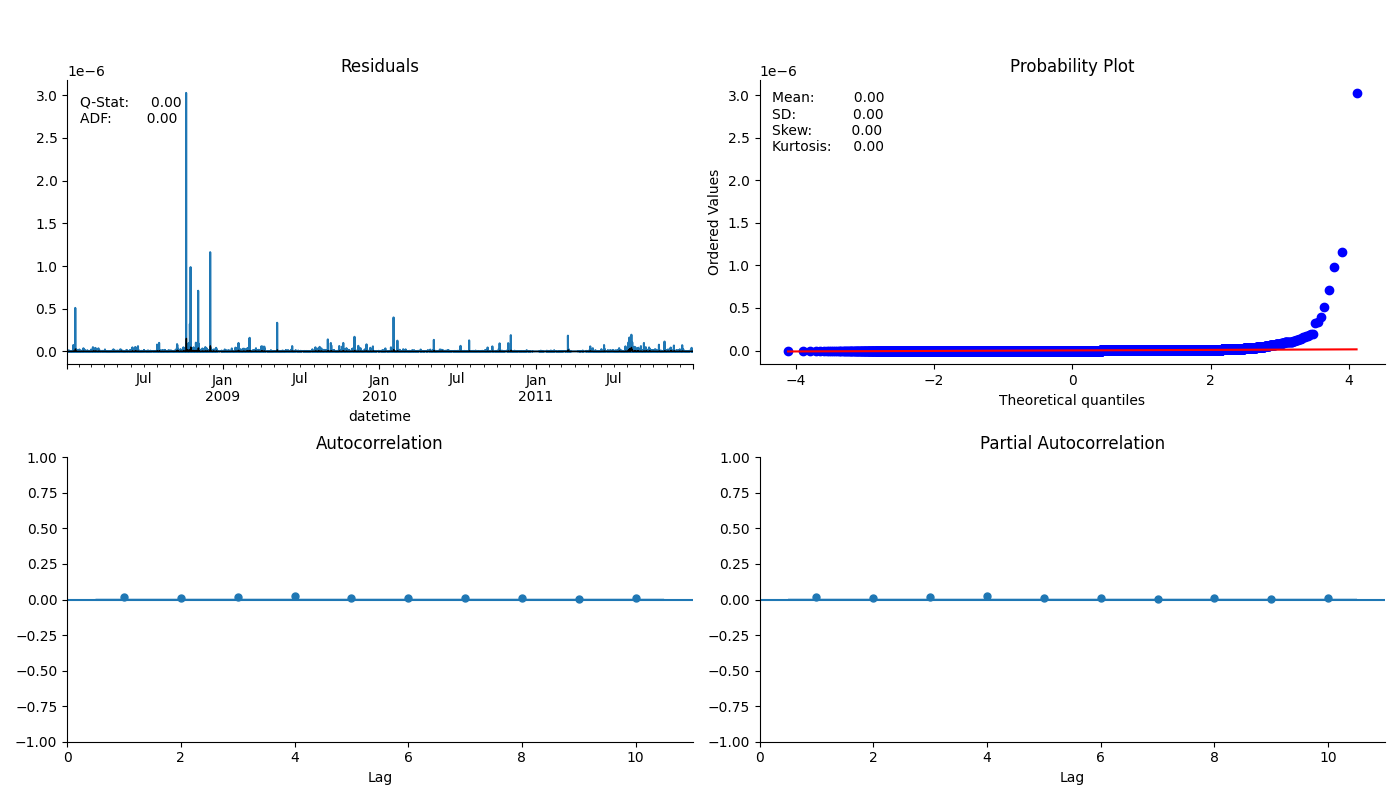 Residuals
1e−6
Q-Stat: 0.00
ADF: 0.00
3.0
2.5
2.0
1.5
1.0
0.5
0.0
Jul Jan Jul Jan Jul Jan Jul
2009 2010 2011
datetime
Probability Plot
1e−6
Mean: 0.00
SD: 0.00
Skew: 0.00
Kurtosis: 0.00
Ordered Values
3.0
2.5
2.0
1.5
1.0
0.5
0.0
−4 −2 0 2 4
Theoretical quantiles
Autocorrelation
1.00
0.75
0.50
0.25
0.00
−0.25
−0.50
−0.75
−1.00
0 2 4 6 8 10
Lag
Partial Autocorrelation
1.00
0.75
0.50
0.25
0.00
−0.25
−0.50
−0.75
−1.00
0 2 4 6 8 10
Lag